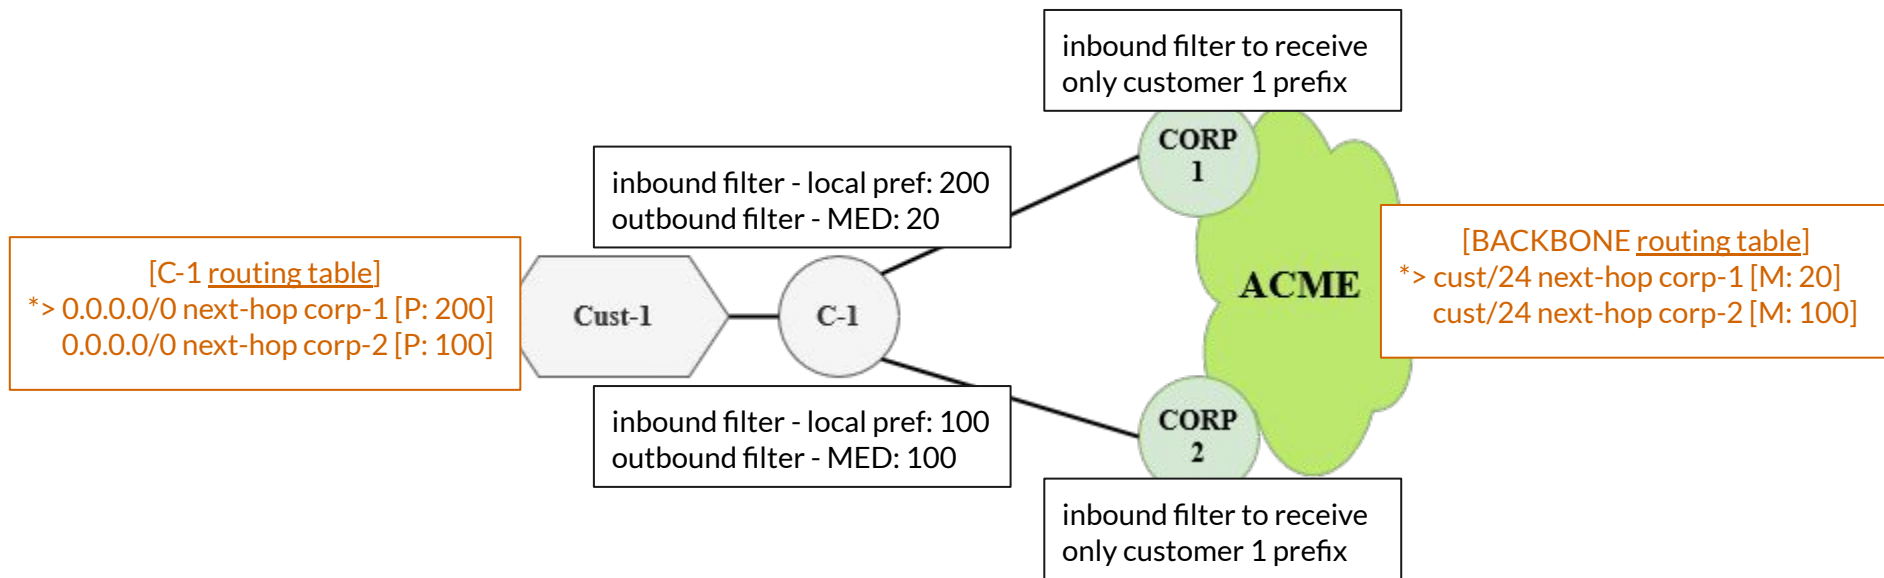 inbound filter to receive
only customer 1 prefix
CORP
1
inbound filter - local pref: 200
outbound filter - MED: 20
[C-1 routing table]
*> 0.0.0.0/0 next-hop corp-1 [P: 200]
0.0.0.0/0 next-hop corp-2 [P: 100]
Cust-1
C-1
ACME
[BACKBONE routing table]
*> cust/24 next-hop corp-1 [M: 20]
cust/24 next-hop corp-2 [M: 100]
inbound filter - local pref: 100
outbound filter - MED: 100
CORP
2
inbound filter to receive
only customer 1 prefix